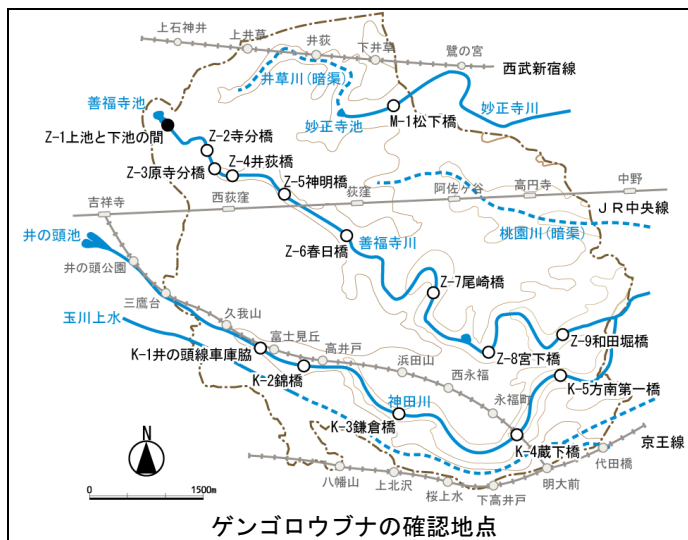 上石神井
上井草
井荻
下井草
鷺の宮
西武新宿線
井草川(暗渠)
善福寺池
妙正寺池
M-1松下橋
妙正寺川
Z-1上池と下池の間
Z-2寺分橋
Z-3原寺分橋
Z-4井荻橋
Z-5神明橋
吉祥寺
西荻窪
荻窪
阿佐ヶ谷
高円寺
中野
JR中央線
井の頭池
Z-6春日橋
善福寺川
桃園川(暗渠)
井の頭公園
Z-7尾崎橋
三鷹台
玉川上水
久我山
富士見丘
高井戸
浜田山
西永福
永福町
Z-8宮下橋
Z-9和田堀橋
K-1井の頭線車庫脇
K-2錦橋
K-3鎌倉橋
神田川
K-5方南第一橋
K-4蔵下橋
京王線
N
八幡山
上北沢
桜上水
下高井戸
明大前
代田橋
0 1500m
ゲンゴロウブナの確認地点